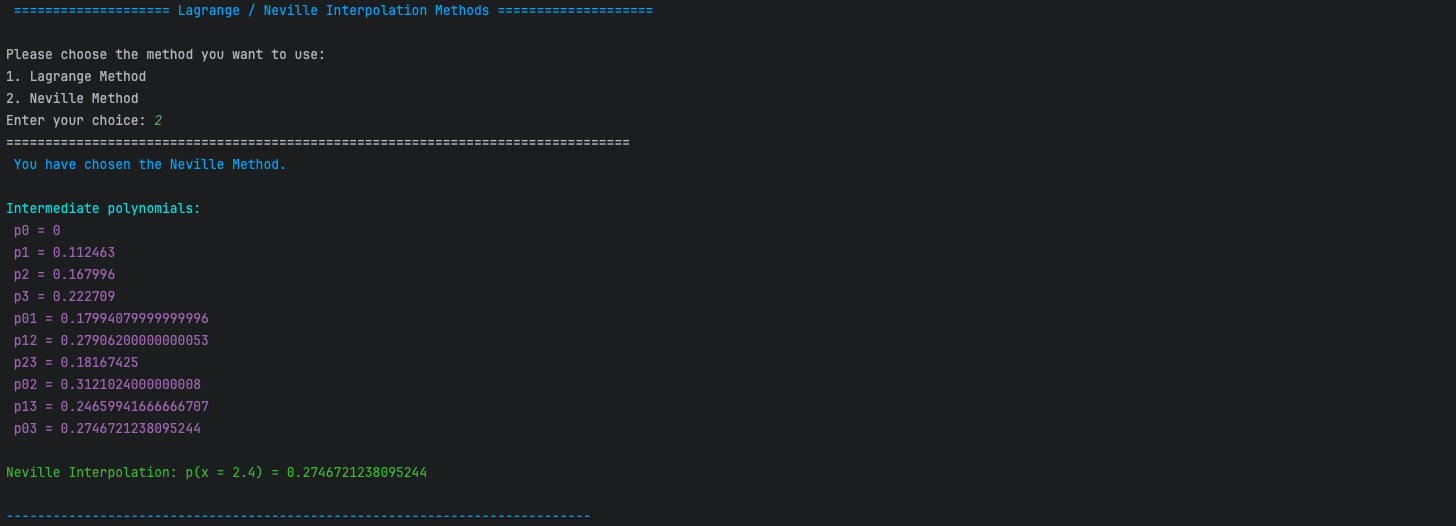 ==================== Lagrange / Neville Interpolation Methods ====================
Please choose the method you want to use:
1. Lagrange Method
2. Neville Method
Enter your choice: 2
================================================================================
You have chosen the Neville Method.
Intermediate polynomials:
p0 = 0
p1 = 0.112463
p2 = 0.167996
p3 = 0.222709
p01 = 0.17994079999999996
p12 = 0.27906200000000053
p23 = 0.18167425
p02 = 0.3121024000000008
p13 = 0.24659941666666707
p03 = 0.2746721238095244
Neville Interpolation: p(x = 2.4) = 0.2746721238095244
---------------------------------------------------------------------------